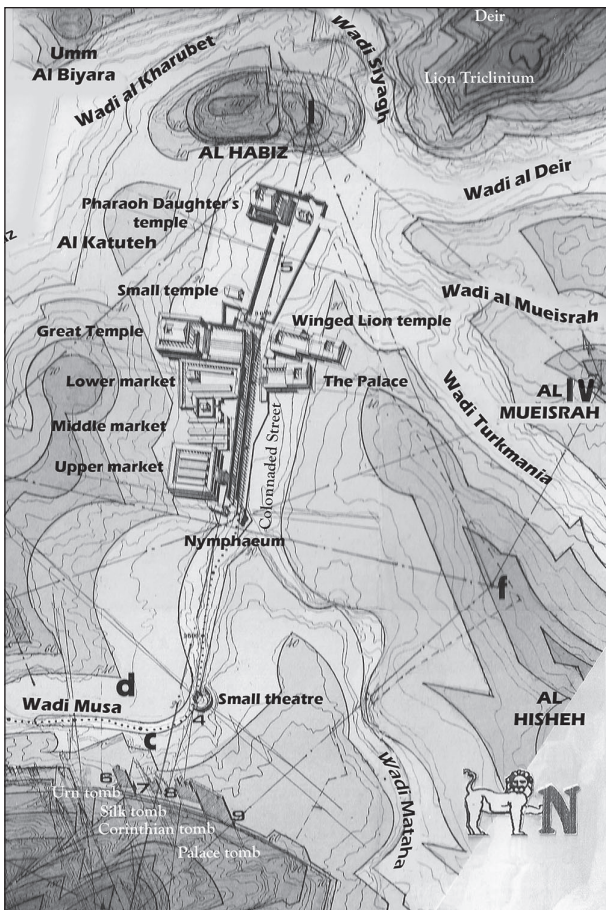 Deir
Umm
Al Biyara
Wadi al Kharubet
Wadi Siyagh
Lion Triclinium
I
AL HABIZ
Wadi al Deir
Pharaoh Daughter's
temple
Al Katuteh
5
Small temple
Wadi al Mueisrah
Great Temple
Winged Lion temple
Lower market
The Palace
AL IV
MUEISRAH
Middle market
Wadi Turkmania
Upper market
Colonnaded Street
Nymphaeum
f
d
Wadi Musa
Small theatre
4
AL
HISHEH
c
Wadi Mataha
6
17
8
Urn tomb
Silk tomb
Corinthian tomb
9
Palace tomb
N